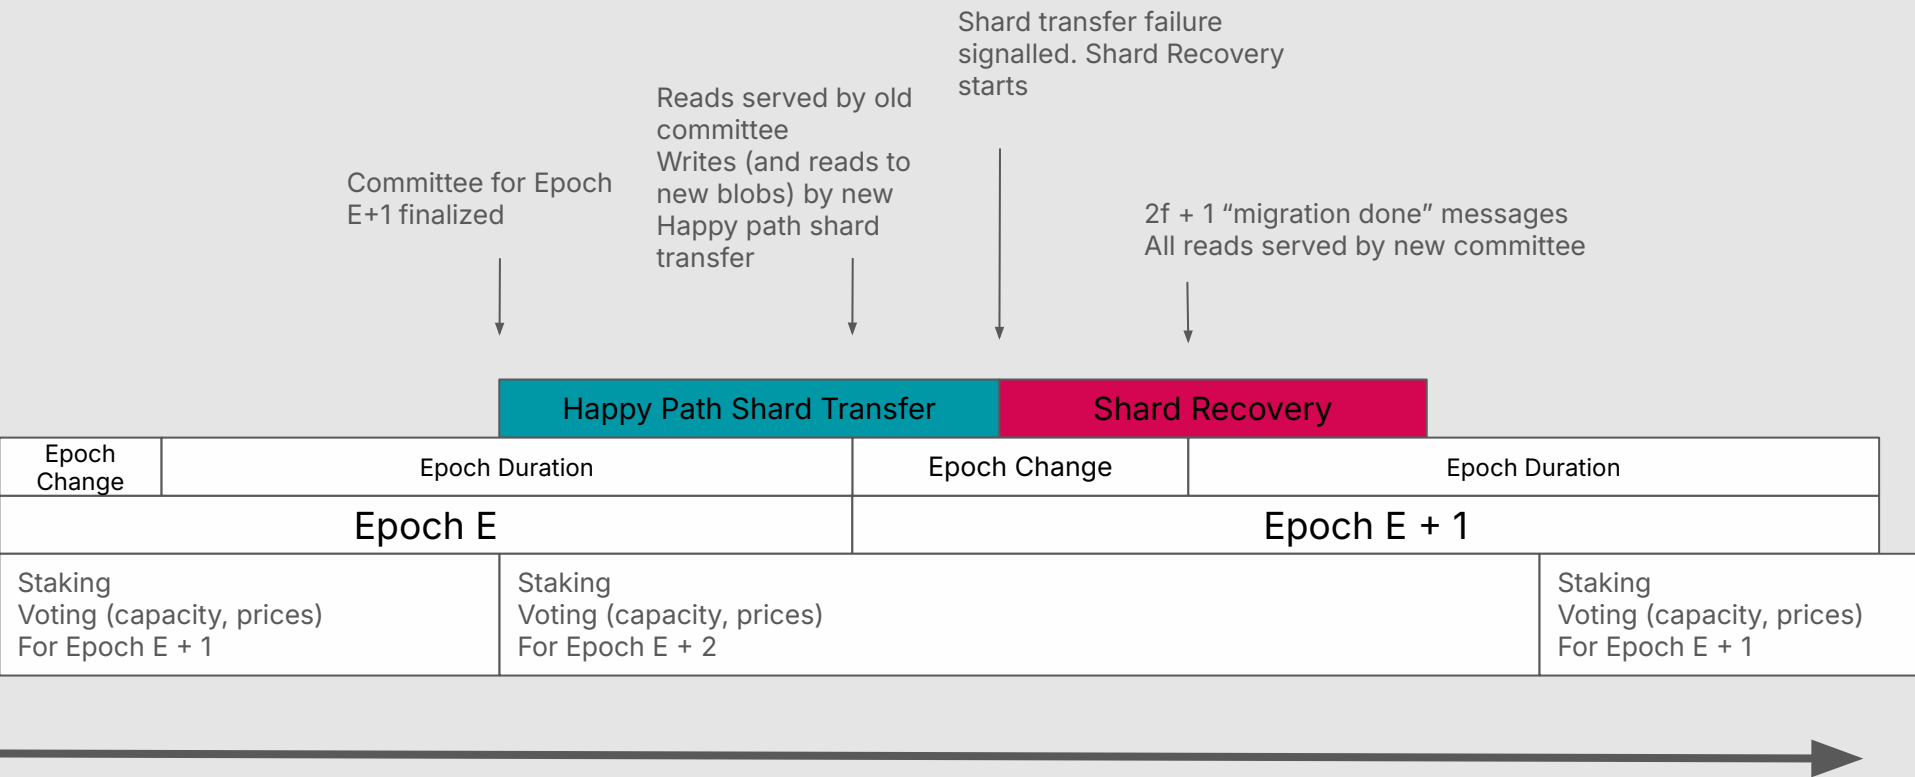 Shard transfer failure
signalled. Shard Recovery
starts
Reads served by old
committee
Writes (and reads to
new blobs) by new
Happy path shard
transfer
Committee for Epoch
E+1 finalized
2f + 1 “migration done” messages
All reads served by new committee
Happy Path Shard Transfer
Shard Recovery
Epoch
Change
Epoch Duration
Epoch Change
Epoch Duration
Epoch E
Epoch E + 1
Staking
Voting (capacity, prices)
For Epoch E + 1
Staking
Voting (capacity, prices)
For Epoch E + 2
Staking
Voting (capacity, prices)
For Epoch E + 1